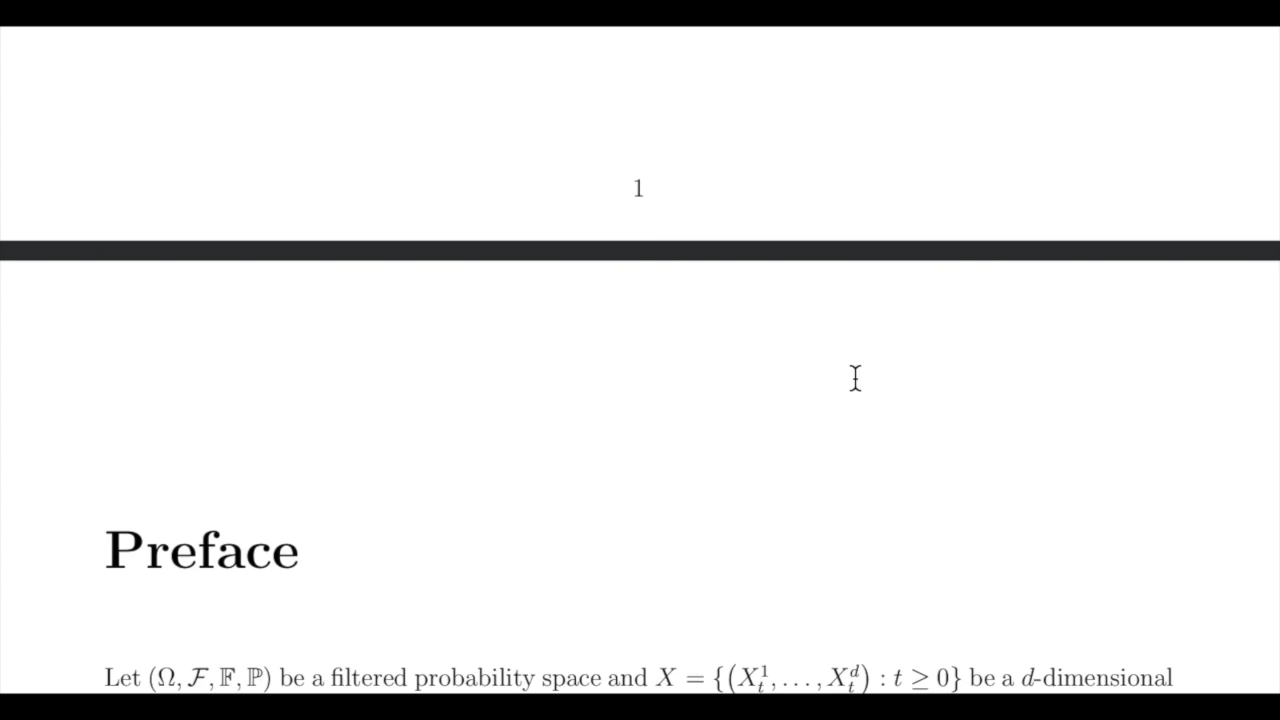 1
Preface
Let (Ω, ℱ, 𝔽, ℙ) be a filtered probability space and X = {(X_t^1, …, X_t^d) : t ≥ 0} be a d-dimensional